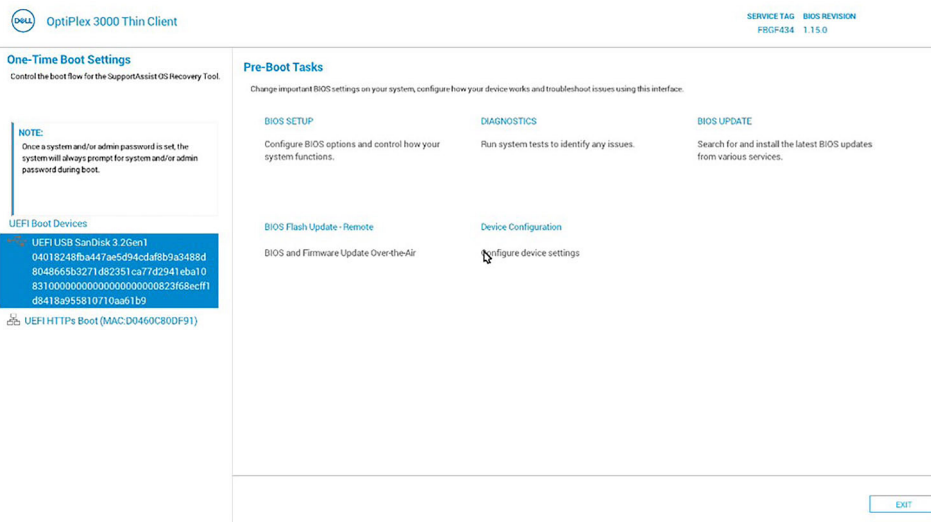 DELL
OptiPlex 3000 Thin Client
SERVICE TAG BIOS REVISION
FBGF434 1.15.0
One-Time Boot Settings
Control the boot flow for the SupportAssist OS Recovery Tool.
NOTE:
Once a system and/or admin password is set, the
system will always prompt for system and/or admin
password during boot.
UEFI Boot Devices
UEFI USB SanDisk 3.2Gen1
04018248fba447ae5d94cdaf8b9a3488d
8048665b3271d82351ca77d2941eba10
83100000000000000000000823f68ecff1
d8418a955810710aa61b9
UEFI HTTPs Boot (MAC:D0460C80DF91)
Pre-Boot Tasks
Change important BIOS settings on your system, configure how your device works and troubleshoot issues using this interface.
BIOS SETUP
Configure BIOS options and control how your
system functions.
DIAGNOSTICS
Run system tests to identify any issues.
BIOS UPDATE
Search for and install the latest BIOS updates
from various services.
BIOS Flash Update - Remote
BIOS and Firmware Update Over-the-Air
Device Configuration
Configure device settings
EXIT